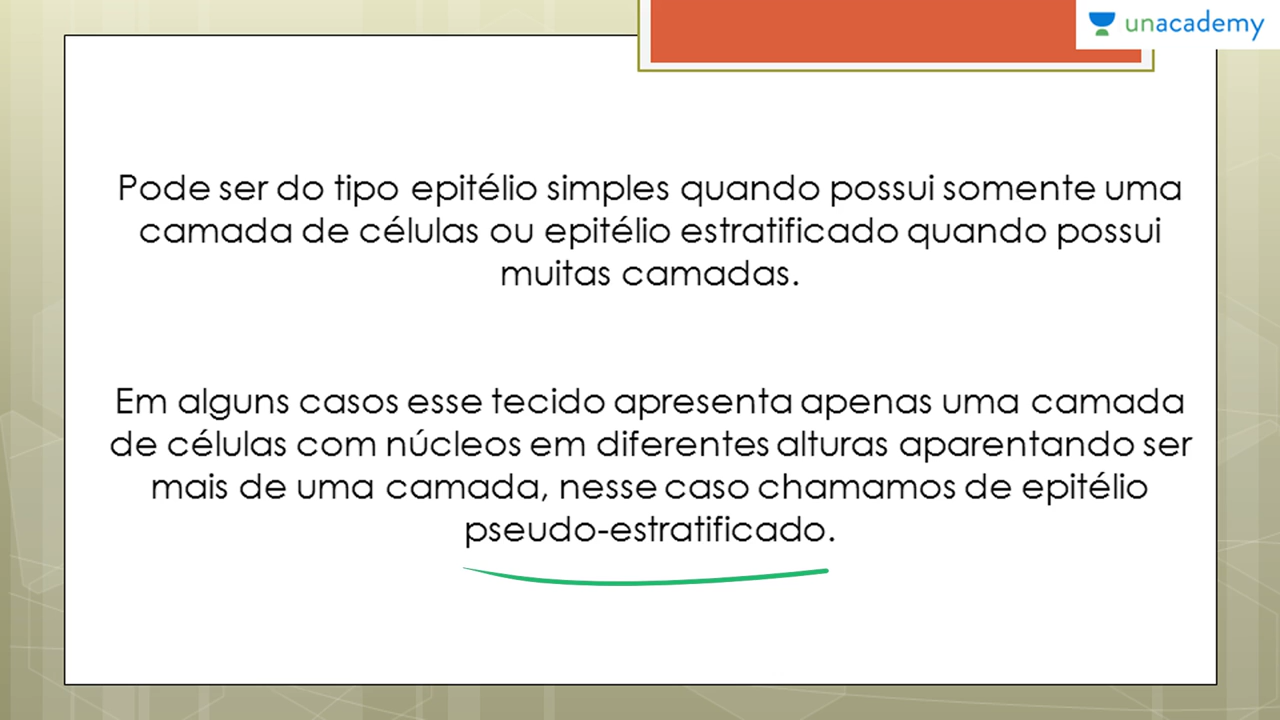 unacademy
Pode ser do tipo epitélio simples quando possui somente uma
camada de células ou epitélio estratificado quando possui
muitas camadas.
Em alguns casos esse tecido apresenta apenas uma camada
de células com núcleos em diferentes alturas aparentando ser
mais de uma camada, nesse caso chamamos de epitélio
pseudo-estratificado.